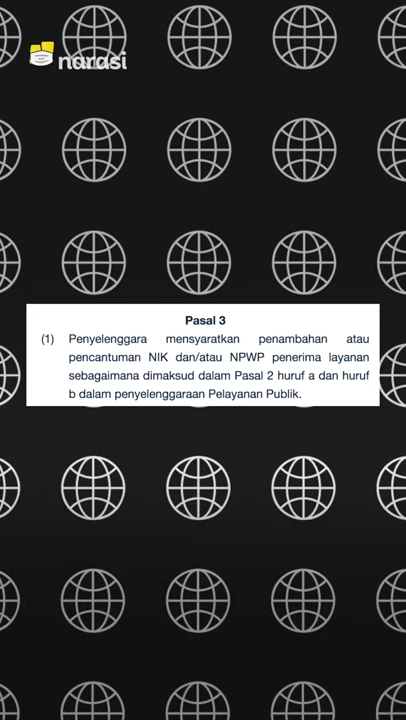 narasi
Pasal 3
(1) Penyelenggara mensyaratkan penambahan atau
pencantuman NIK dan/atau NPWP penerima layanan
sebagaimana dimaksud dalam Pasal 2 huruf a dan huruf
b dalam penyelenggaraan Pelayanan Publik.